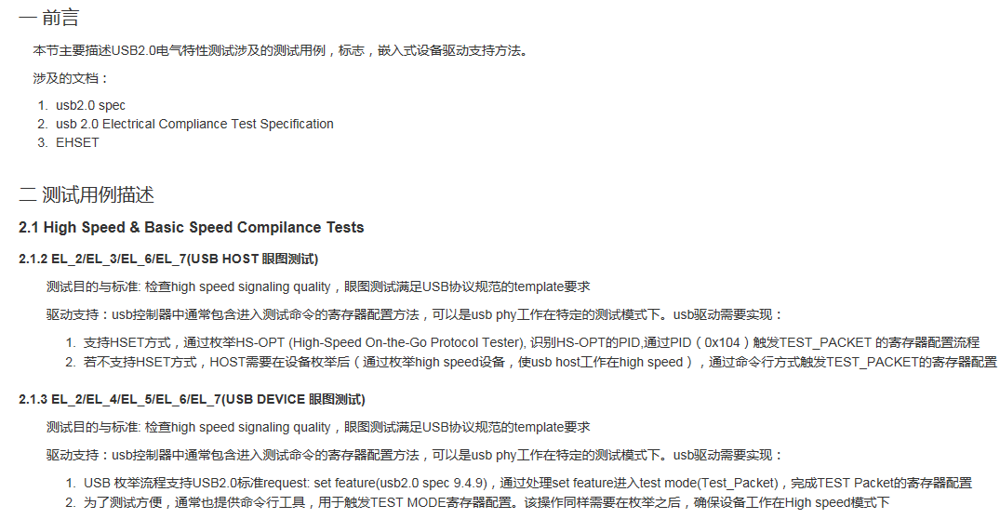 一 前言
本节主要描述USB2.0电气特性测试涉及的测试用例，标志，嵌入式设备驱动支持方法。
涉及的文档：
1. usb2.0 spec
2. usb 2.0 Electrical Compliance Test Specification
3. EHSET
二 测试用例描述
2.1 High Speed & Basic Speed Compilance Tests
2.1.2 EL_2/EL_3/EL_6/EL_7(USB HOST 眼图测试)
测试目的与标准: 检查high speed signaling quality，眼图测试满足USB协议规范的template要求
驱动支持：usb控制器中通常包含进入测试命令的寄存器配置方法，可以是usb phy工作在特定的测试模式下。usb驱动需要实现：
1. 支持HSET方式，通过枚举HS-OPT (High-Speed On-the-Go Protocol Tester), 识别HS-OPT的PID,通过PID（0x104）触发TEST_PACKET 的寄存器配置流程
2. 若不支持HSET方式，HOST需要在设备枚举后（通过枚举high speed设备，使usb host工作在high speed），通过命令行方式触发TEST_PACKET的寄存器配置
2.1.3 EL_2/EL_4/EL_5/EL_6/EL_7(USB DEVICE 眼图测试)
测试目的与标准: 检查high speed signaling quality，眼图测试满足USB协议规范的template要求
驱动支持：usb控制器中通常包含进入测试命令的寄存器配置方法，可以是usb phy工作在特定的测试模式下。usb驱动需要实现：
1. USB 枚举流程支持USB2.0标准request: set feature(usb2.0 spec 9.4.9)，通过处理set feature进入test mode(Test_Packet)，完成TEST Packet的寄存器配置
2. 为了测试方便，通常也提供命令行工具，用于触发TEST MODE寄存器配置。该操作同样需要在枚举之后，确保设备工作在High speed模式下